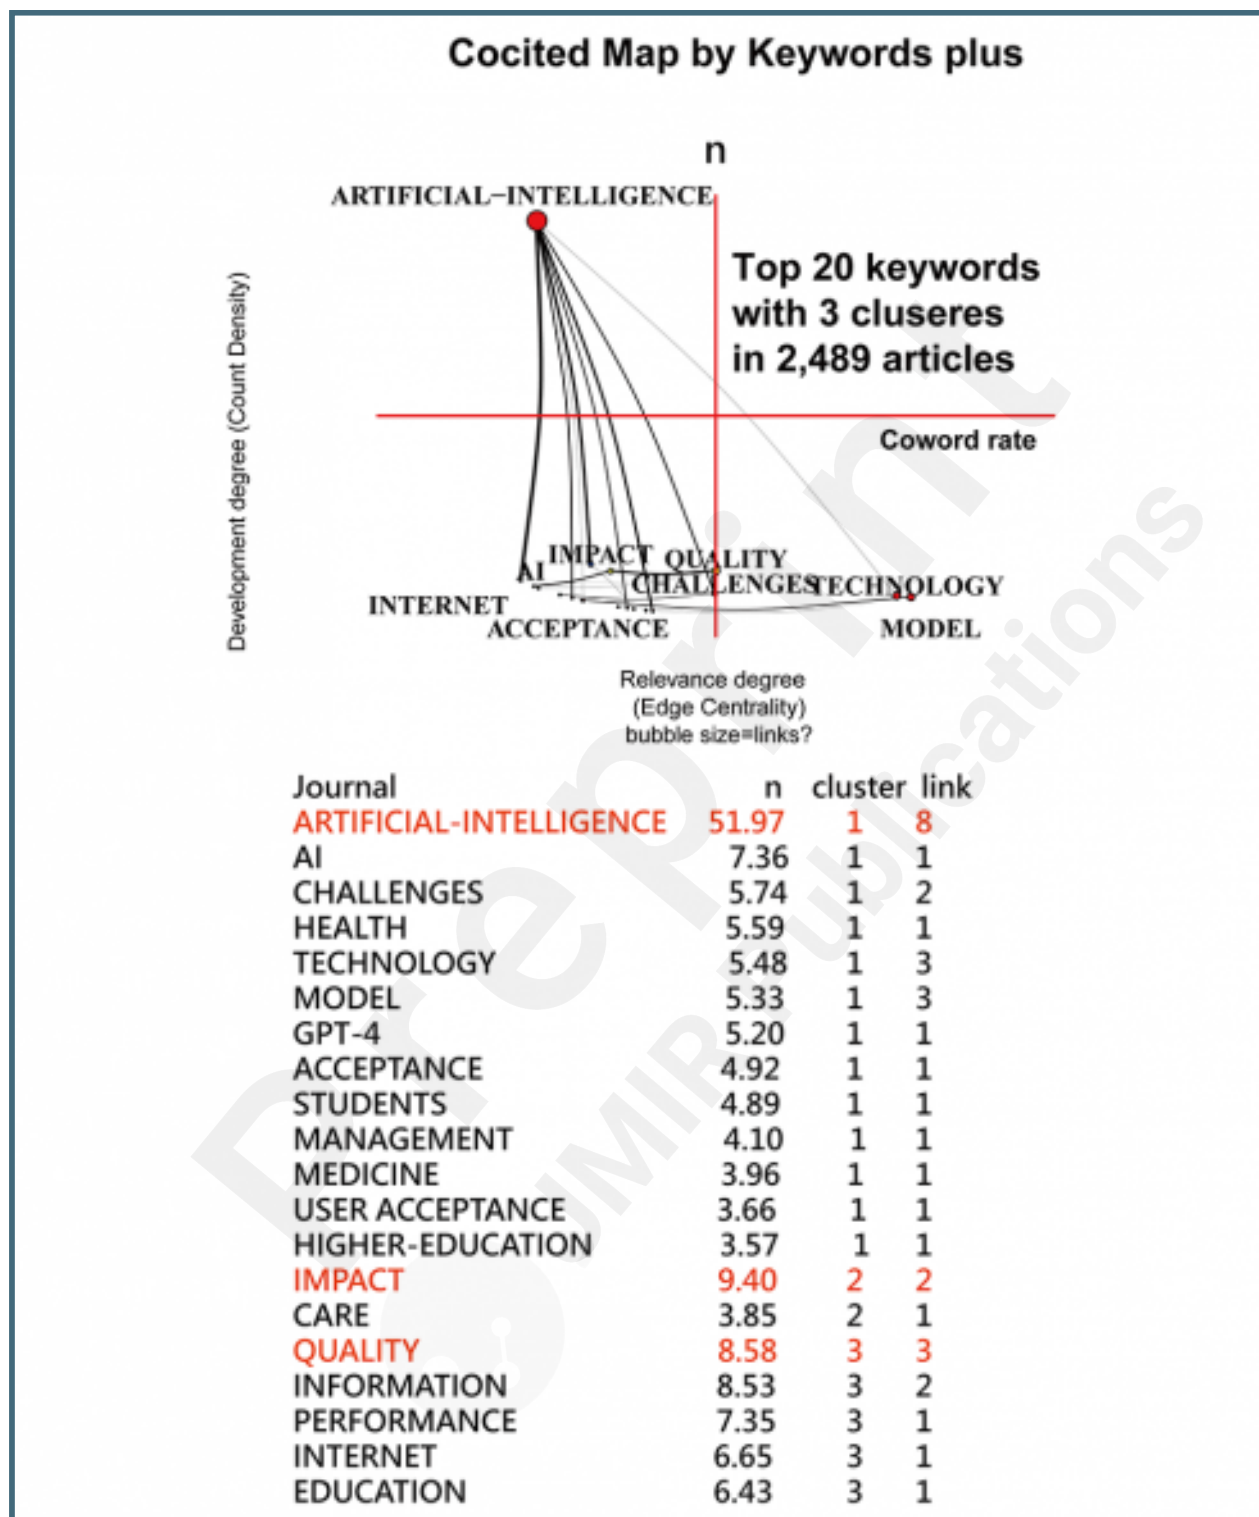 Cocited Map by Keywords plus
n
ARTIFICIAL-INTELLIGENCE
Top 20 keywords
with 3 cluseres
in 2,489 articles
Development degree (Count Density)
Coword rate
IMPACT QUALITY
AI CHALLENGES TECHNOLOGY
INTERNET
ACCEPTANCE MODEL
Relevance degree
(Edge Centrality)
bubble size=links?
Journal n cluster link
ARTIFICIAL-INTELLIGENCE 51.97 1 8
AI 7.36 1 1
CHALLENGES 5.74 1 2
HEALTH 5.59 1 1
TECHNOLOGY 5.48 1 3
MODEL 5.33 1 3
GPT-4 5.20 1 1
ACCEPTANCE 4.92 1 1
STUDENTS 4.89 1 1
MANAGEMENT 4.10 1 1
MEDICINE 3.96 1 1
USER ACCEPTANCE 3.66 1 1
HIGHER-EDUCATION 3.57 1 1
IMPACT 9.40 2 2
CARE 3.85 2 1
QUALITY 8.58 3 3
INFORMATION 8.53 3 2
PERFORMANCE 7.35 3 1
INTERNET 6.65 3 1
EDUCATION 6.43 3 1
Preprint
JMIR Publications